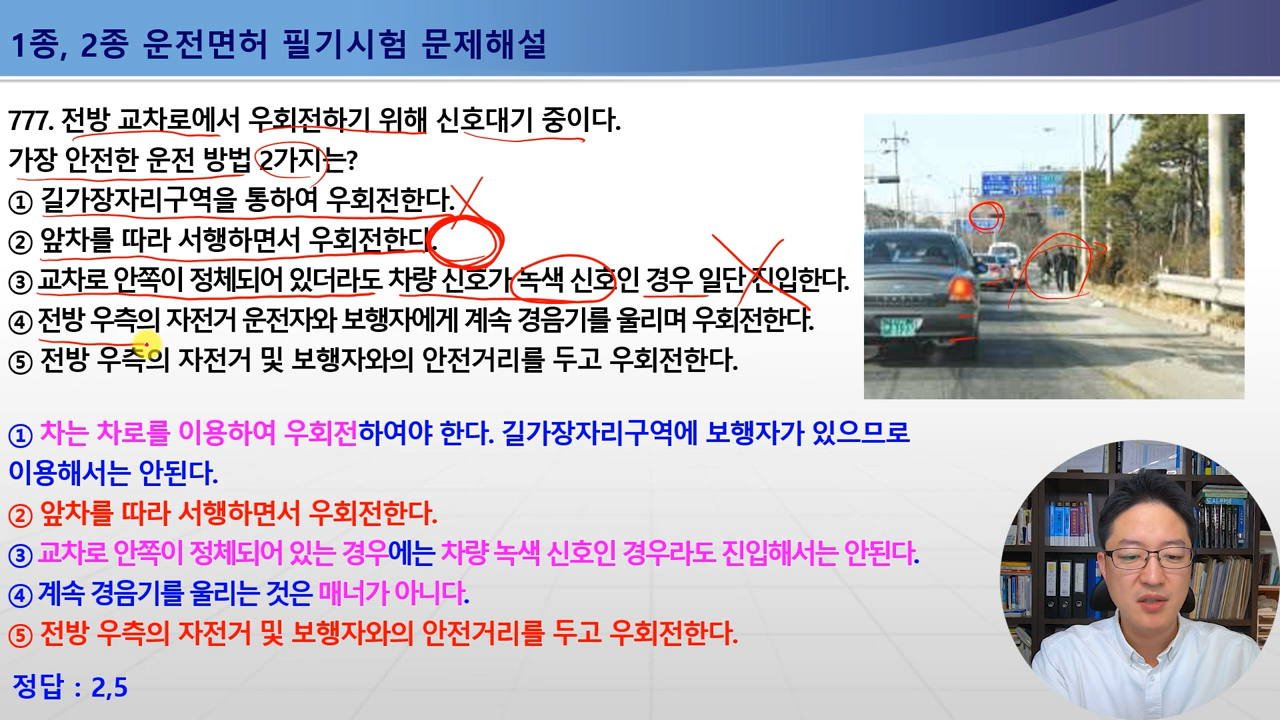 1종, 2종 운전면허 필기시험 문제해설
777. 전방 교차로에서 우회전하기 위해 신호대기 중이다.
가장 안전한 운전 방법 2가지는?
① 길가장자리구역을 통하여 우회전한다.
② 앞차를 따라 서행하면서 우회전한다.
③ 교차로 안쪽이 정체되어 있더라도 차량 신호가 녹색 신호인 경우 일단 진입한다.
④ 전방 우측의 자전거 운전자와 보행자에게 계속 경음기를 울리며 우회전한다.
⑤ 전방 우측의 자전거 및 보행자와의 안전거리를 두고 우회전한다.
① 차는 차로를 이용하여 우회전하여야 한다. 길가장자리구역에 보행자가 있으므로
이용해서는 안된다.
② 앞차를 따라 서행하면서 우회전한다.
③ 교차로 안쪽이 정체되어 있는 경우에는 차량 녹색 신호인 경우라도 진입해서는 안된다.
④ 계속 경음기를 울리는 것은 매너가 아니다.
⑤ 전방 우측의 자전거 및 보행자와의 안전거리를 두고 우회전한다.
정답 : 2,5